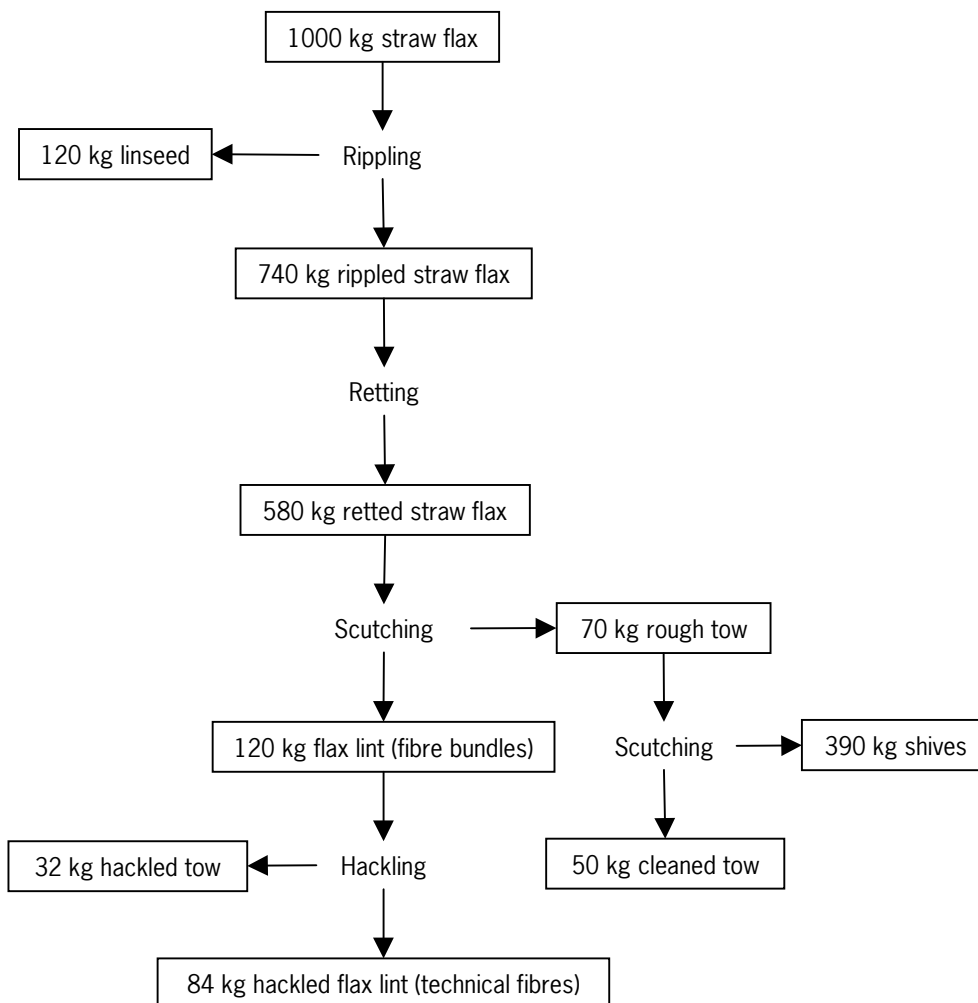 1000 kg straw flax
120 kg linseed
Rippling
740 kg rippled straw flax
Retting
580 kg retted straw flax
Scutching
70 kg rough tow
120 kg flax lint (fibre bundles)
Scutching
390 kg shives
32 kg hackled tow
Hackling
50 kg cleaned tow
84 kg hackled flax lint (technical fibres)